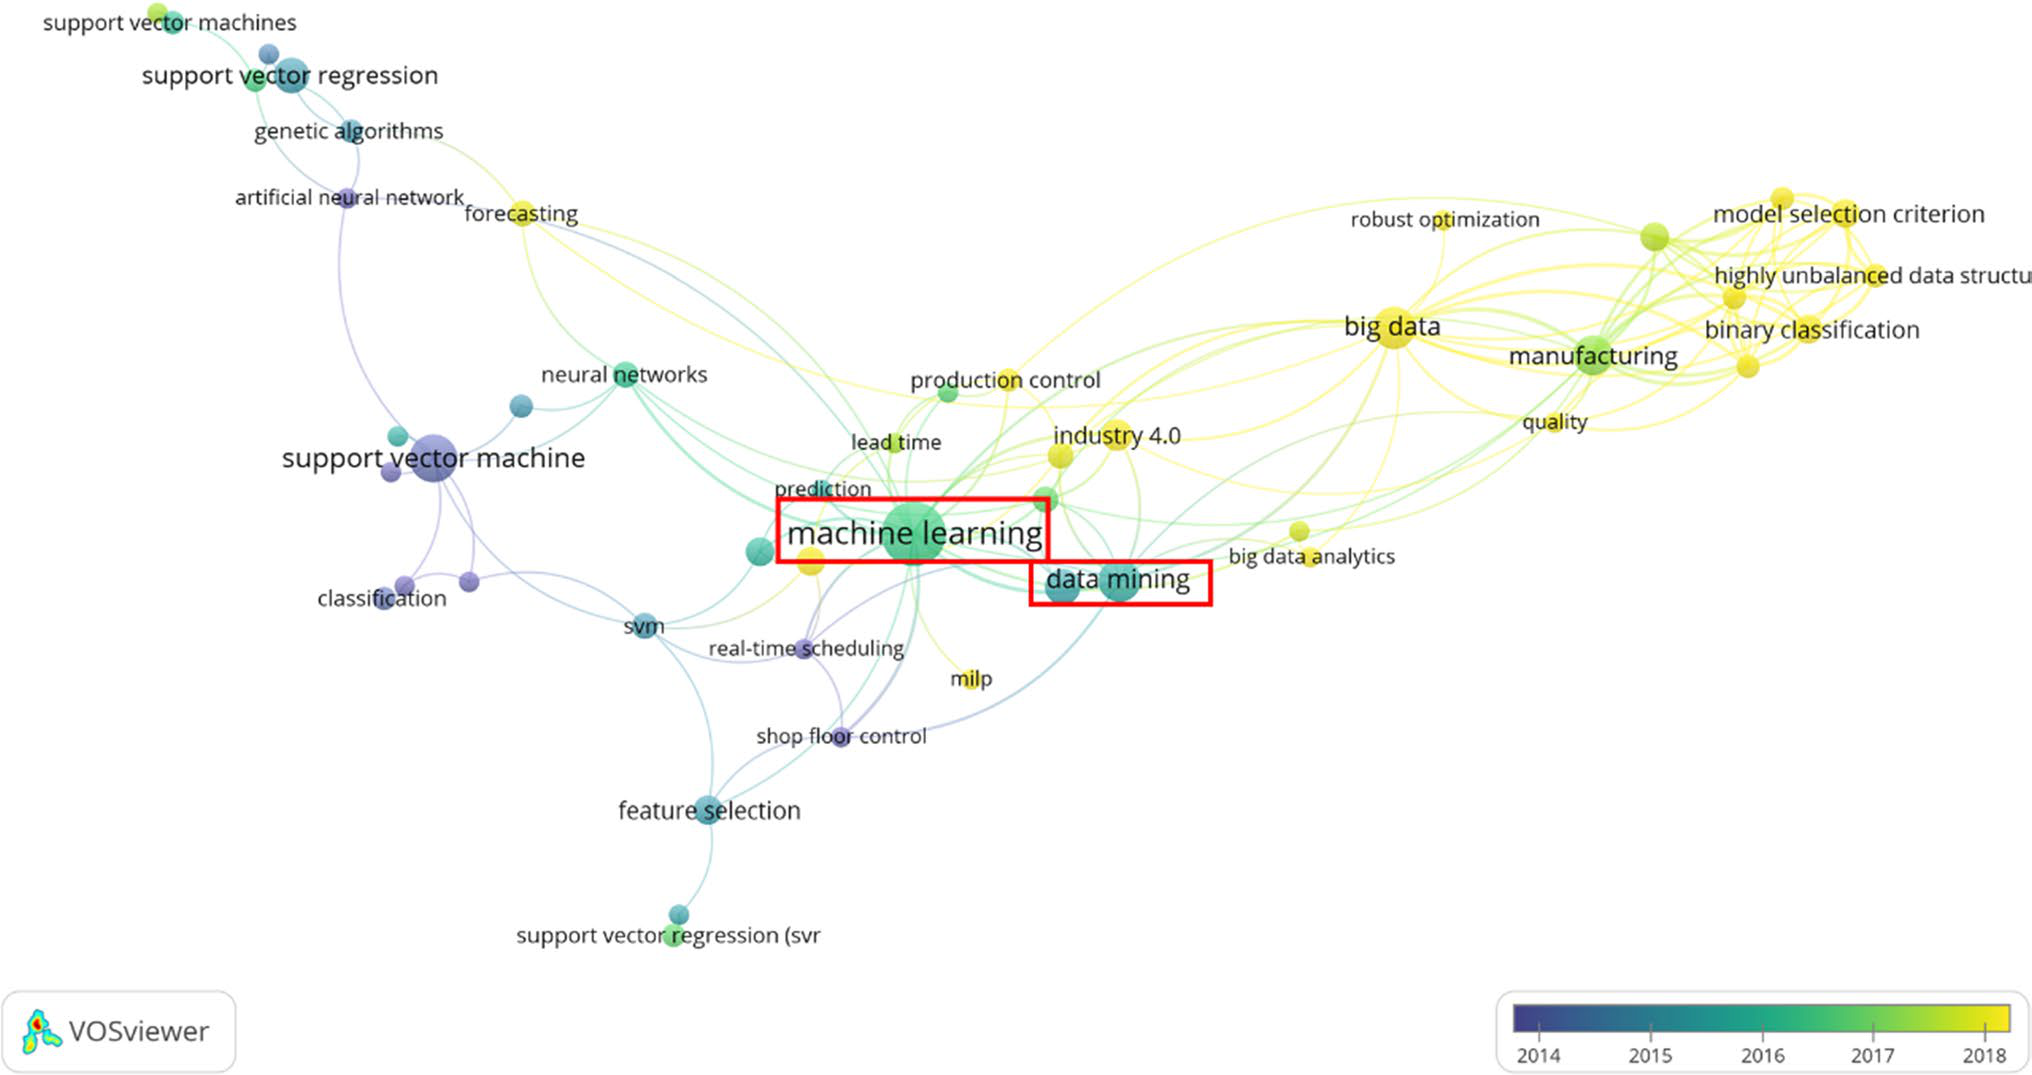 support vector machines
support vector regression
genetic algorithms
artificial neural network
forecasting
robust optimization
model selection criterion
highly unbalanced data structu
big data
binary classification
manufacturing
neural networks
production control
quality
industry 4.0
lead time
support vector machine
prediction
machine learning
big data analytics
data mining
classification
svm
real-time scheduling
milp
shop floor control
feature selection
support vector regression (svr
VOSviewer
2014 2015 2016 2017 2018